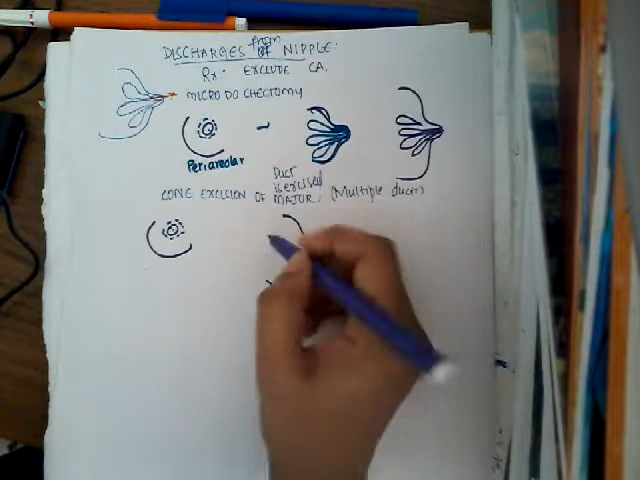 from
DISCHARGES OF NIPPLE:
Rx: EXCLUDE CA.
MICRO DO CHECTOMY
Periareolar
Duct
is excised
CONE EXCISION OF MAJOR. (Multiple ducts)